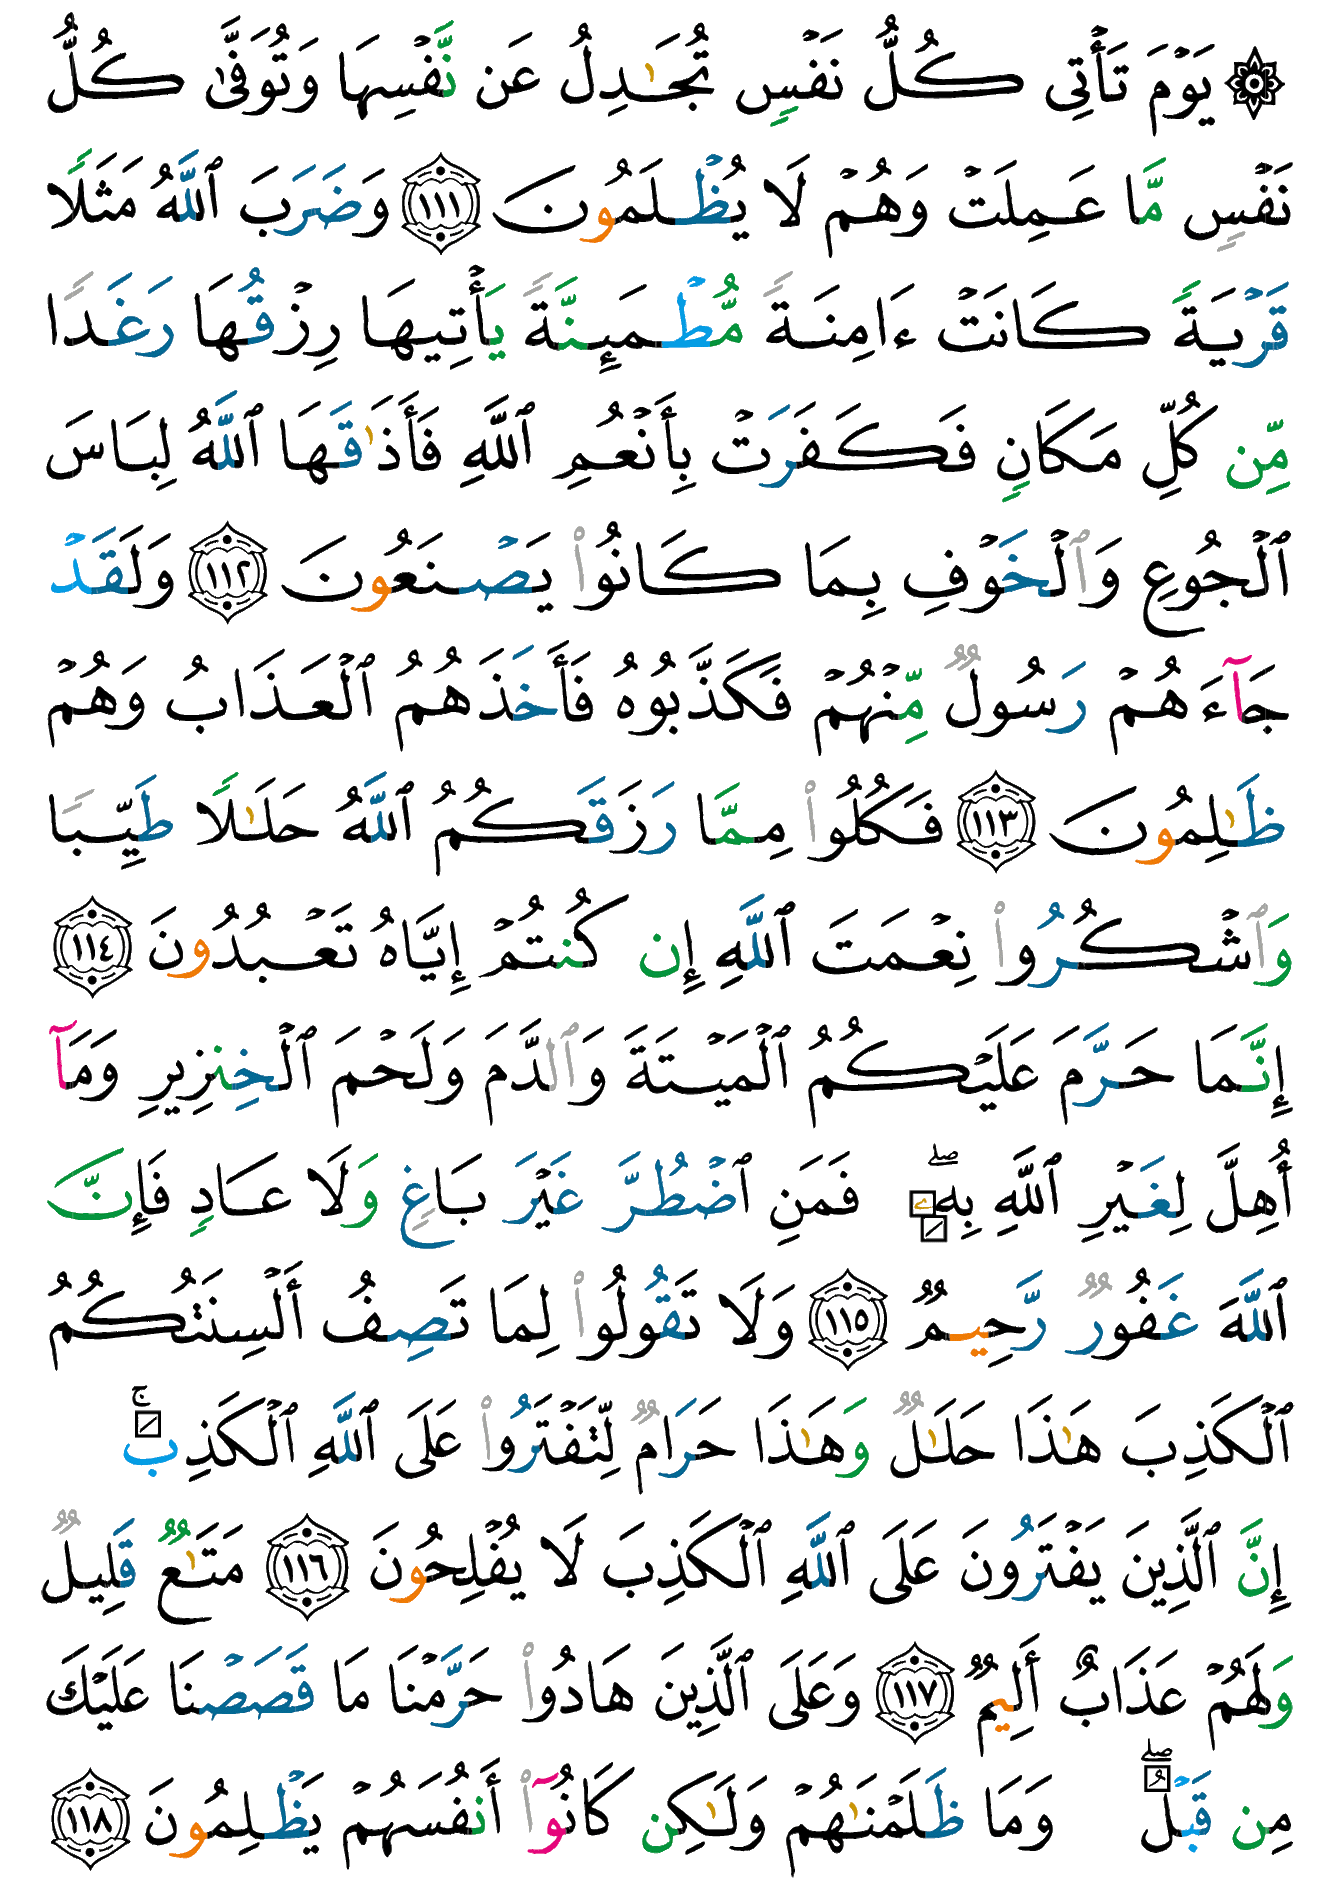 ۞ يَوۡمَ تَأۡتِي كُلُّ نَفۡسٖ تُجَٰدِلُ عَن نَّفۡسِهَا وَتُوَفَّىٰ كُلُّ
نَفۡسٖ مَّا عَمِلَتۡ وَهُمۡ لَا يُظۡلَمُونَ ١١١ وَضَرَبَ ٱللَّهُ مَثَلٗا
قَرۡيَةٗ كَانَتۡ ءَامِنَةٗ مُّطۡمَئِنَّةٗ يَأۡتِيهَا رِزۡقُهَا رَغَدٗا
مِّن كُلِّ مَكَانٖ فَكَفَرَتۡ بِأَنۡعُمِ ٱللَّهِ فَأَذَٰقَهَا ٱللَّهُ لِبَاسَ
ٱلۡجُوعِ وَٱلۡخَوۡفِ بِمَا كَانُواْ يَصۡنَعُونَ ١١٢ وَلَقَدۡ
جَآءَهُمۡ رَسُولٞ مِّنۡهُمۡ فَكَذَّبُوهُ فَأَخَذَهُمُ ٱلۡعَذَابُ وَهُمۡ
ظَٰلِمُونَ ١١٣ فَكُلُواْ مِمَّا رَزَقَكُمُ ٱللَّهُ حَلَٰلٗا طَيِّبٗا
وَٱشۡكُرُواْ نِعۡمَتَ ٱللَّهِ إِن كُنتُمۡ إِيَّاهُ تَعۡبُدُونَ ١١٤
إِنَّمَا حَرَّمَ عَلَيۡكُمُ ٱلۡمَيۡتَةَ وَٱلدَّمَ وَلَحۡمَ ٱلۡخِنزِيرِ وَمَآ
أُهِلَّ لِغَيۡرِ ٱللَّهِ بِهِۦۖ فَمَنِ ٱضۡطُرَّ غَيۡرَ بَاغٖ وَلَا عَادٖ فَإِنَّ
ٱللَّهَ غَفُورٞ رَّحِيمٞ ١١٥ وَلَا تَقُولُواْ لِمَا تَصِفُ أَلۡسِنَتُكُمُ
ٱلۡكَذِبَ هَٰذَا حَلَٰلٞ وَهَٰذَا حَرَامٞ لِّتَفۡتَرُواْ عَلَى ٱللَّهِ ٱلۡكَذِبَۚ
إِنَّ ٱلَّذِينَ يَفۡتَرُونَ عَلَى ٱللَّهِ ٱلۡكَذِبَ لَا يُفۡلِحُونَ ١١٦ مَتَٰعٞ قَلِيلٞ
وَلَهُمۡ عَذَابٌ أَلِيمٞ ١١٧ وَعَلَى ٱلَّذِينَ هَادُواْ حَرَّمۡنَا مَا قَصَصۡنَا عَلَيۡكَ
مِن قَبۡلُۖ وَمَا ظَلَمۡنَٰهُمۡ وَلَٰكِن كَانُوٓاْ أَنفُسَهُمۡ يَظۡلِمُونَ ١١٨